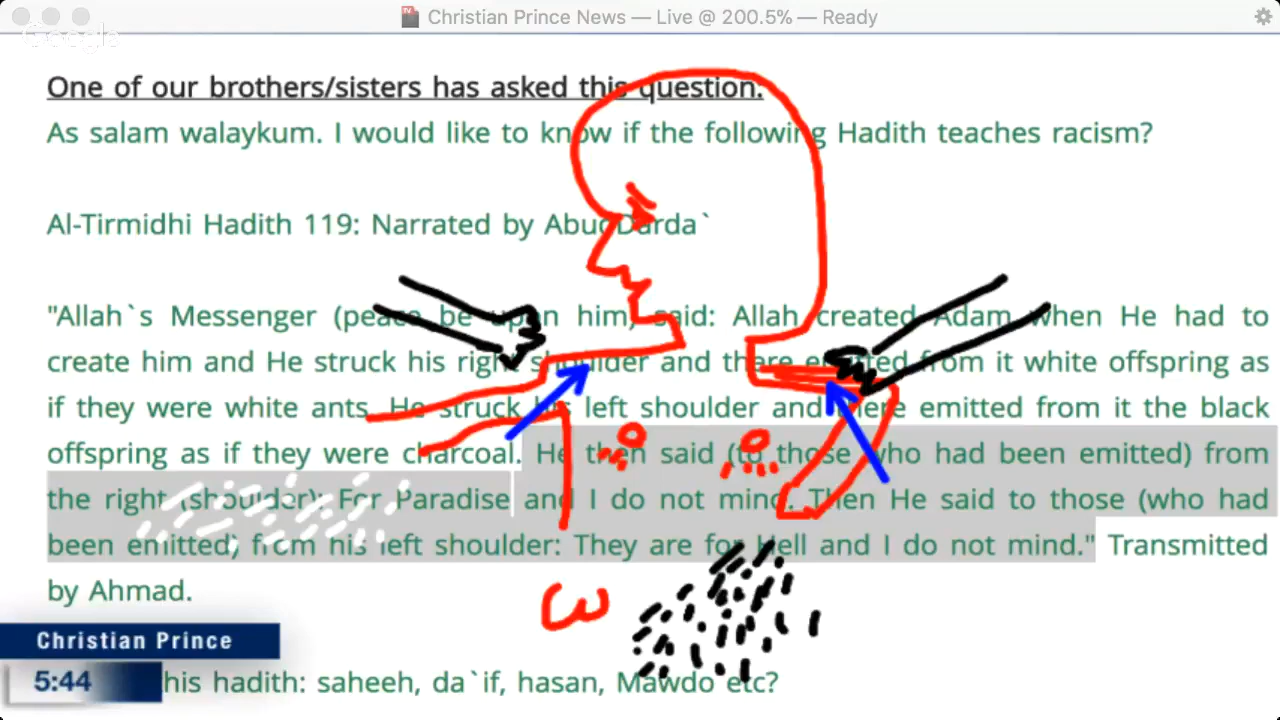 Christian Prince News — Live @ 200.5% — Ready
Google
One of our brothers/sisters has asked this question:
As salam walaykum. I would like to know if the following Hadith teaches racism?
Al-Tirmidhi Hadith 119: Narrated by AbudDarda`
"Allah`s Messenger (peace be upon him) said: Allah created Adam when He had to
create him and He struck his right shoulder and there emitted from it white offspring as
if they were white ants. He struck his left shoulder and there emitted from it the black
offspring as if they were charcoal. He then said (to those who had been emitted) from
the right (shoulder): For Paradise and I do not mind. Then He said to those (who had
been emitted) from his left shoulder: They are for Hell and I do not mind." Transmitted
by Ahmad.
Christian Prince
5:44 his hadith: saheeh, da`if, hasan, Mawdo etc?